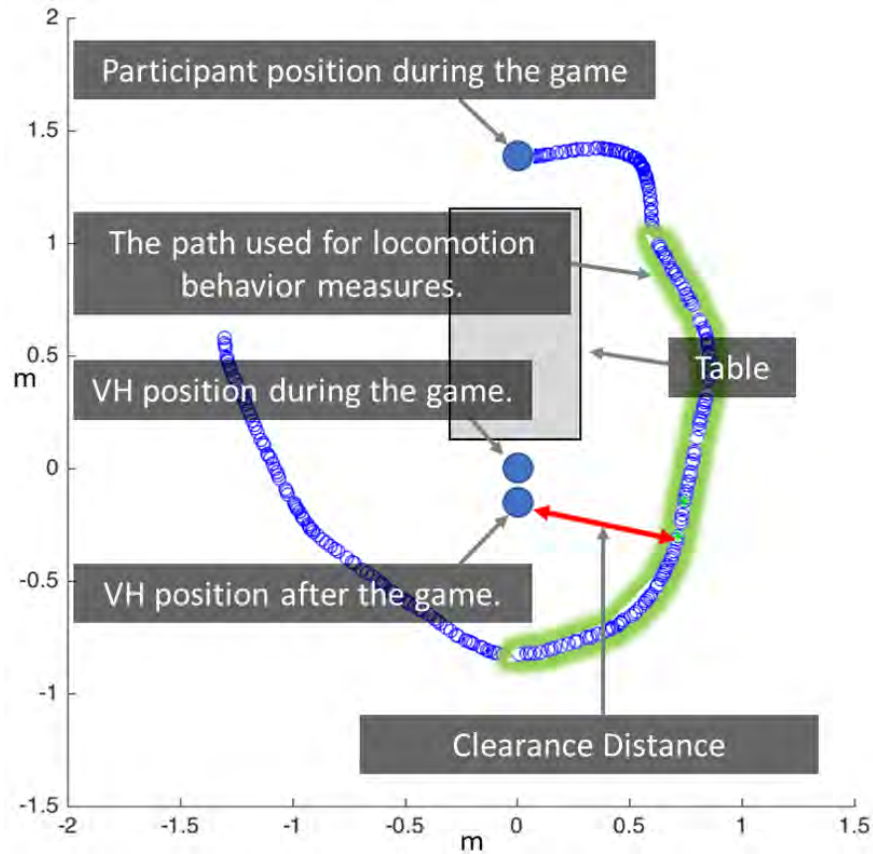 2
Participant position during the game
1.5
The path used for locomotion
behavior measures.
1
0.5
m
Table
VH position during the game.
0
VH position after the game.
-0.5
-1
Clearance Distance
-1.5
-2
-1.5
-1
-0.5
0
0.5
1
1.5
m